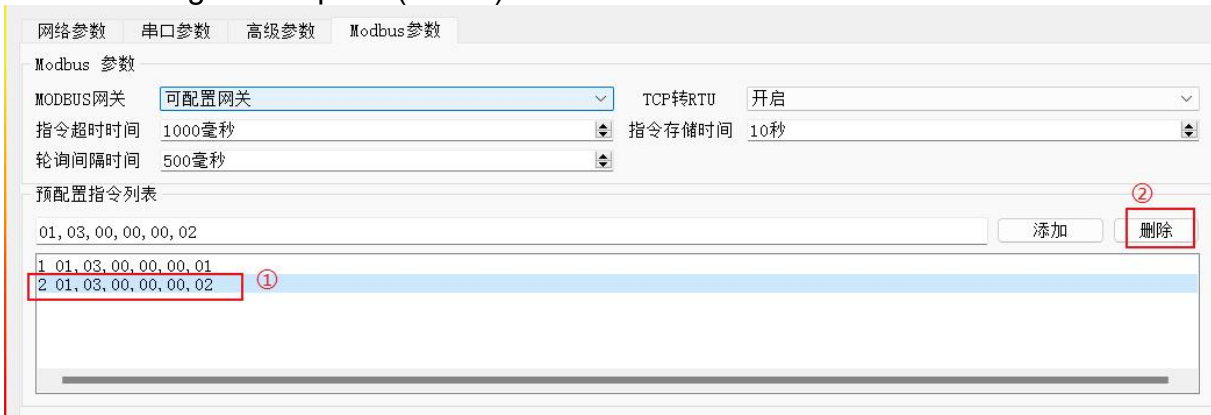 网络参数 串口参数 高级参数 Modbus参数
Modbus 参数
MODBUS网关 可配置网关 TCP转RTU 开启
指令超时时间 1000毫秒 指令存储时间 10秒
轮询间隔时间 500毫秒
预配置指令列表
②
01,03,00,00,00,02 添加 删除
1 01,03,00,00,00,01
2 01,03,00,00,00,02 ①